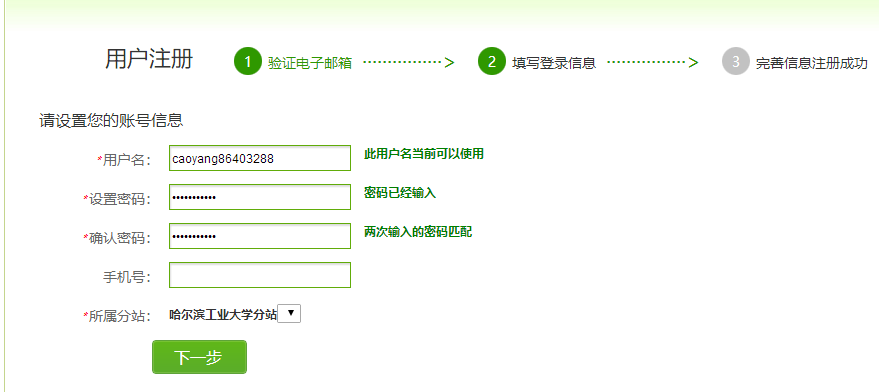 用户注册 1 验证电子邮箱 2 填写登录信息 3 完善信息注册成功
请设置您的账号信息
*用户名： caoyang86403288 此用户名当前可以使用
*设置密码： ••••••••••• 密码已经输入
*确认密码： ••••••••••• 两次输入的密码匹配
手机号：
*所属分站： 哈尔滨工业大学分站
下一步